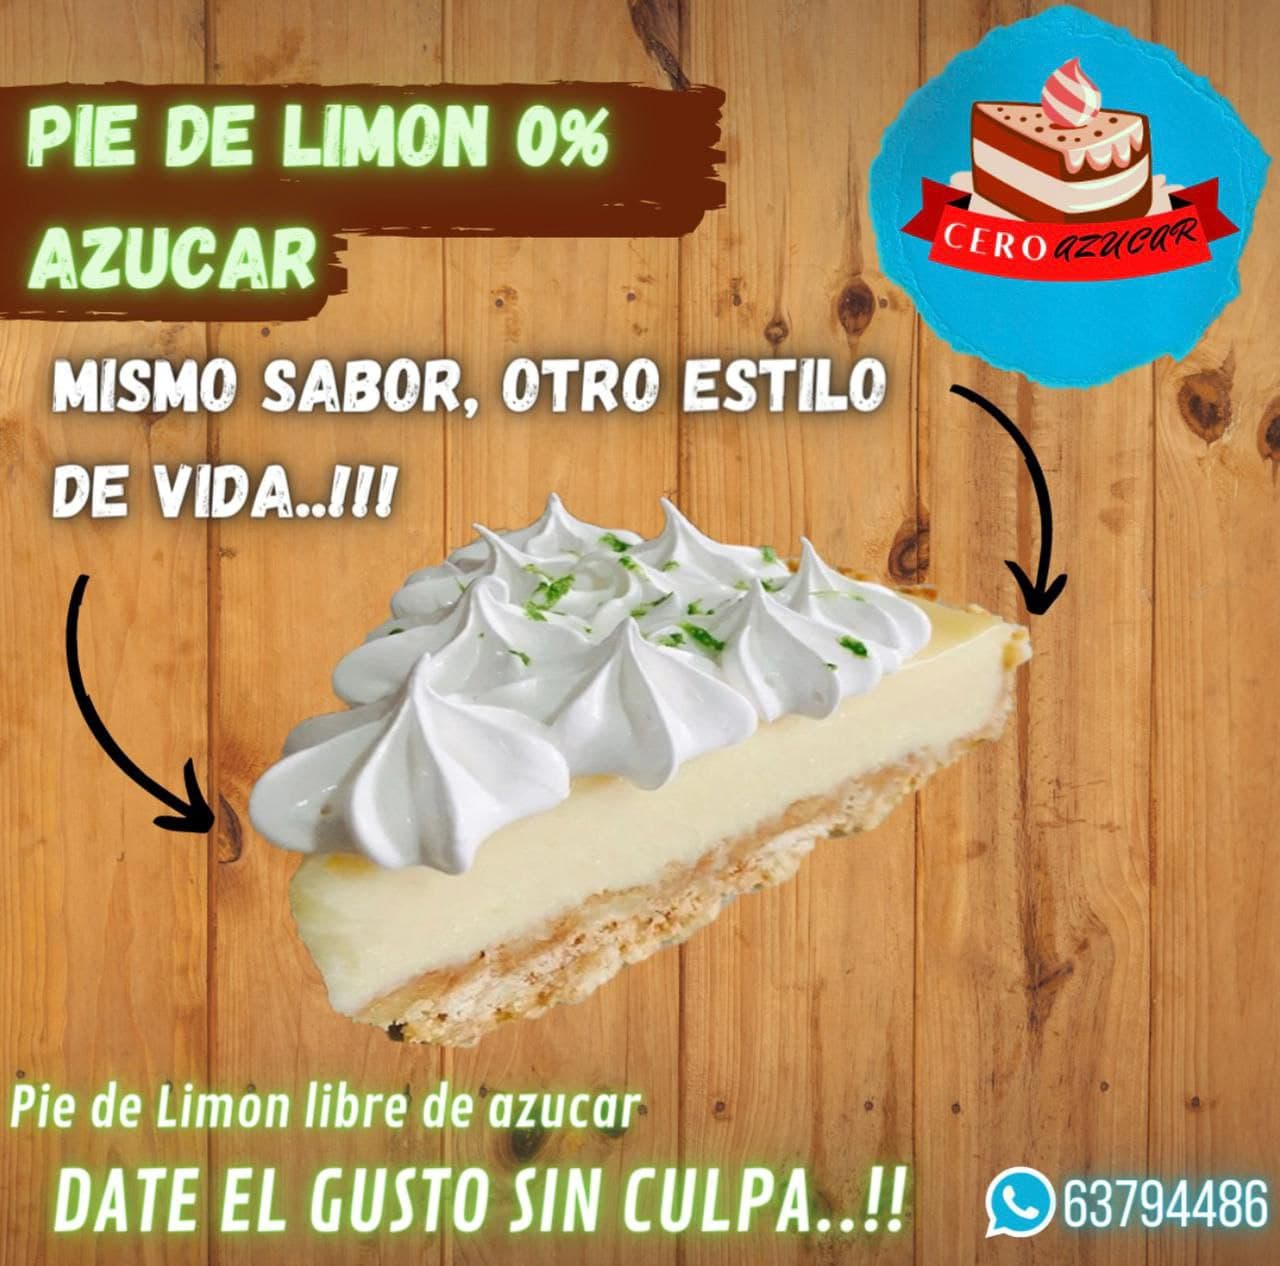 PIE DE LIMON 0%
AZUCAR
CERO AZUCAR
MISMO SABOR, OTRO ESTILO
DE VIDA..!!!
Pie de Limon libre de azucar
DATE EL GUSTO SIN CULPA..!!
63794486